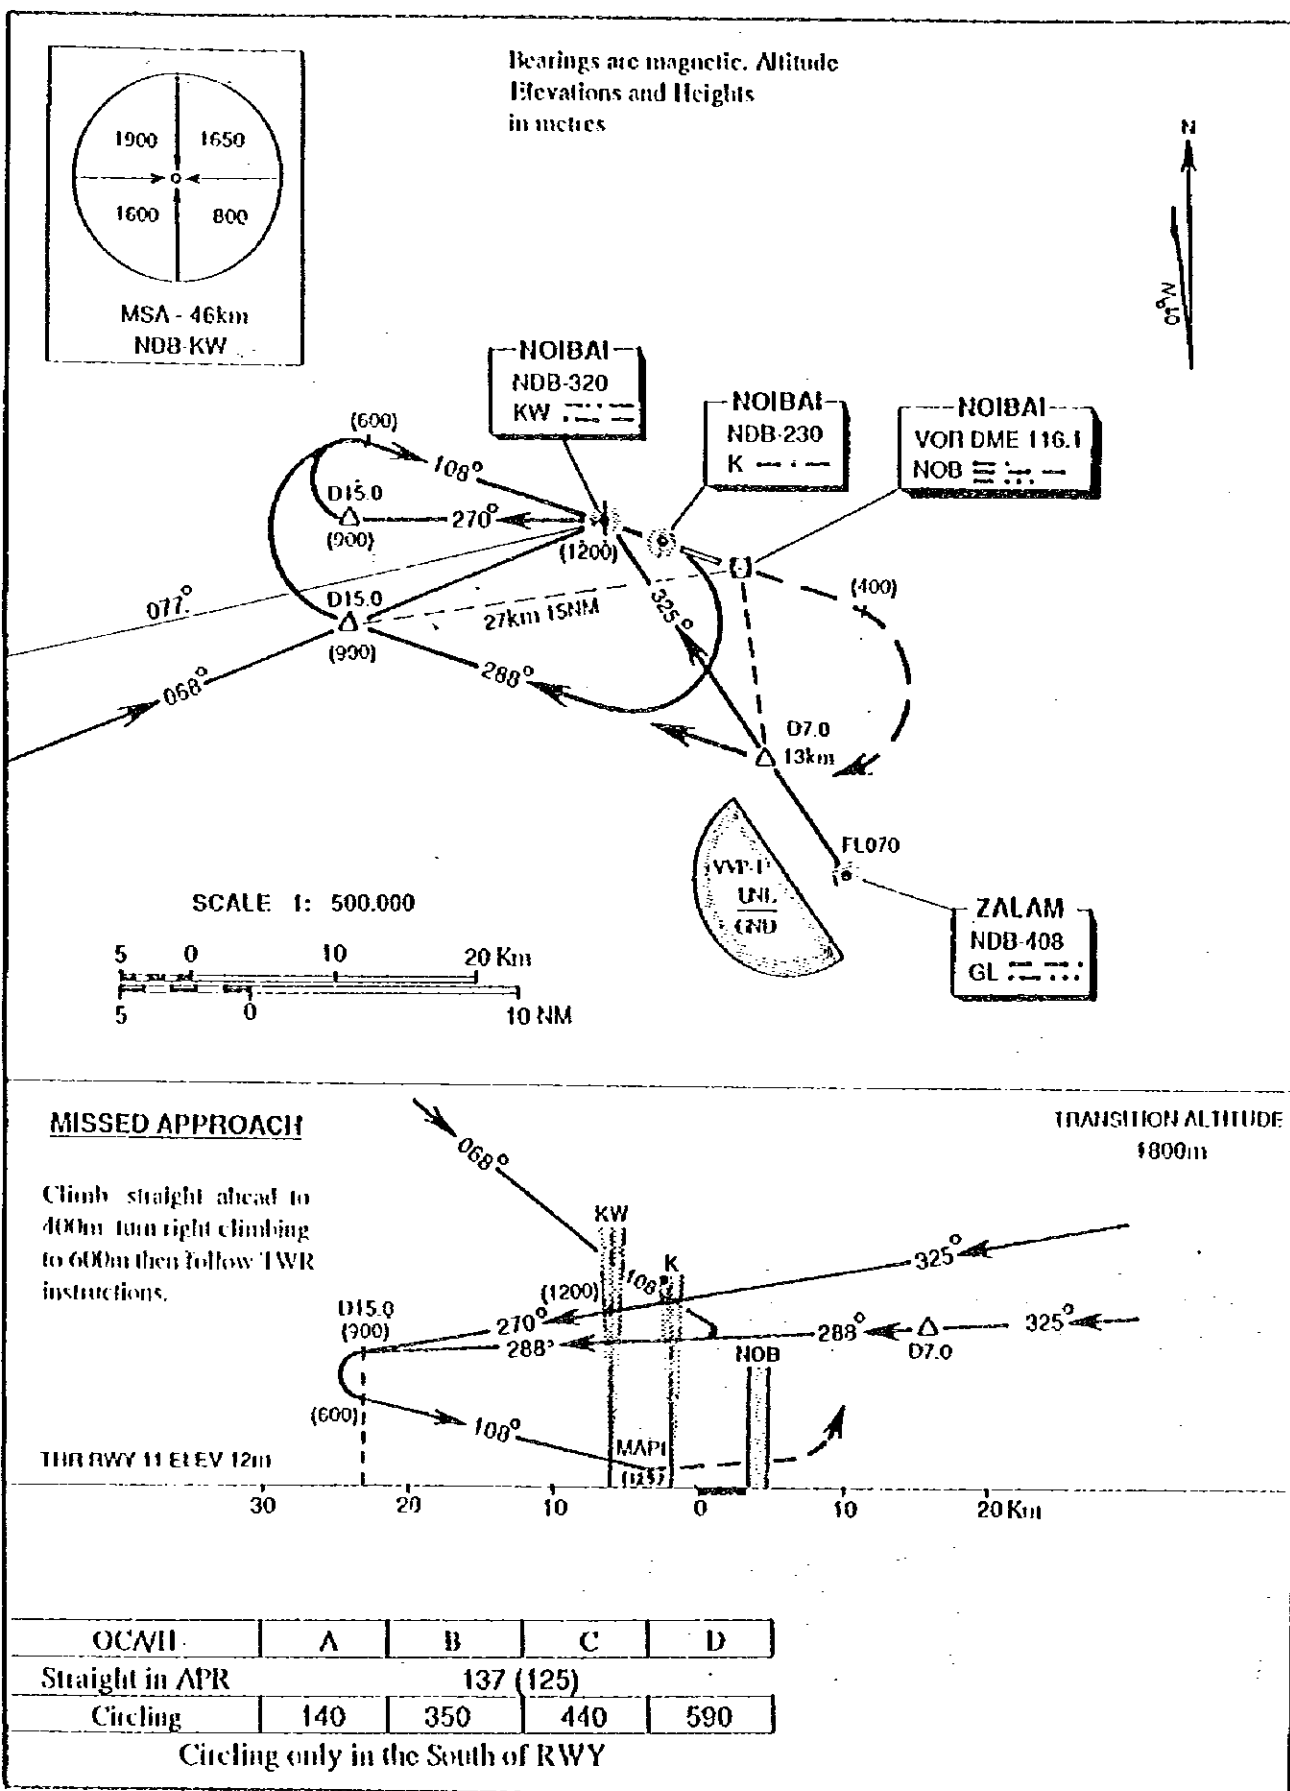 Bearings are magnetic. Altitude
Elevations and Heights
in metres
1900 1650
1600 800
MSA - 46km
NDB-KW
N
01°W
NOIBAI
NDB-320
KW
NOIBAI
NDB-230
K
NOIBAI
VOR DME 116.1
NOB
(600)
108°
D15.0
270°
(900)
(1200)
(400)
077°
D15.0
27km 15NM
325°
(900)
288°
068°
D7.0
13km
FL070
VVP-1
UNL
GND
SCALE 1: 500.000
ZALAM
NDB-408
GL
5 0 10 20 Km
5 0 10 NM
MISSED APPROACH
TRANSITION ALTITUDE
1800m
068°
Climb straight ahead to
400m turn right climbing
to 600m then follow TWR
instructions.
KW
K
325°
(1200)
108
D15.0
(900)
270°
288°
288°
D7.0
325°
NOB
(600)
108°
MAPt
THR RWY 11 ELEV 12m
30 20 10 0 10 20 Km
OCA/H A B C D
Straight in APR 137 (125)
Circling 140 350 440 590
Circling only in the South of RWY